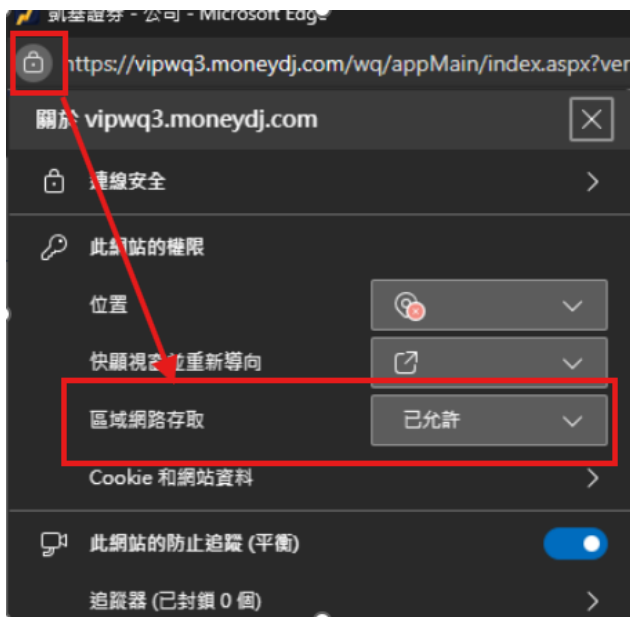 凱基證券 - 公司 - Microsoft Edge
https://vipwq3.moneydj.com/wq/appMain/index.aspx?ver
關於 vipwq3.moneydj.com
連線安全
此網站的權限
位置
快顯視窗並重新導向
區域網路存取 已允許
Cookie 和網站資料
此網站的防止追蹤 (平衡)
追蹤器 (已封鎖 0 個)